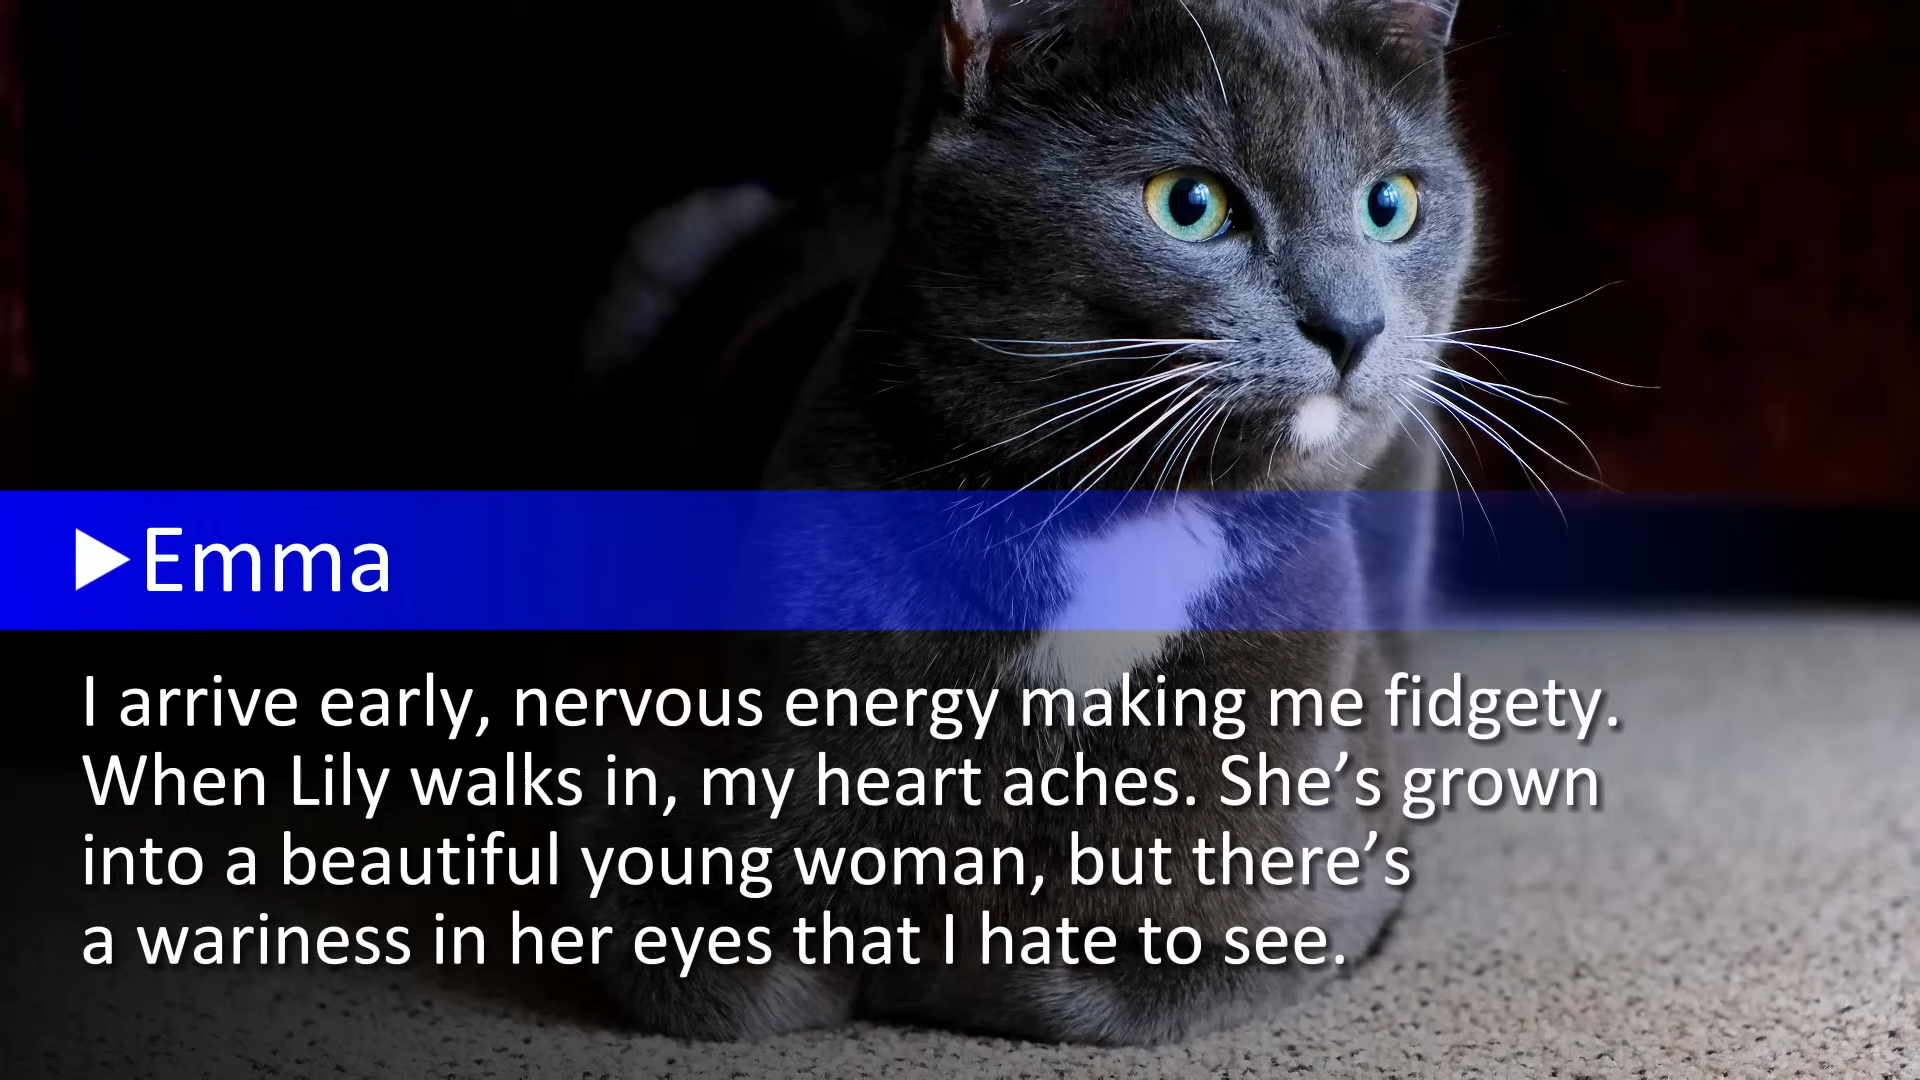 Emma
I arrive early, nervous energy making me fidgety.
When Lily walks in, my heart aches. She’s grown
into a beautiful young woman, but there’s
a wariness in her eyes that I hate to see.